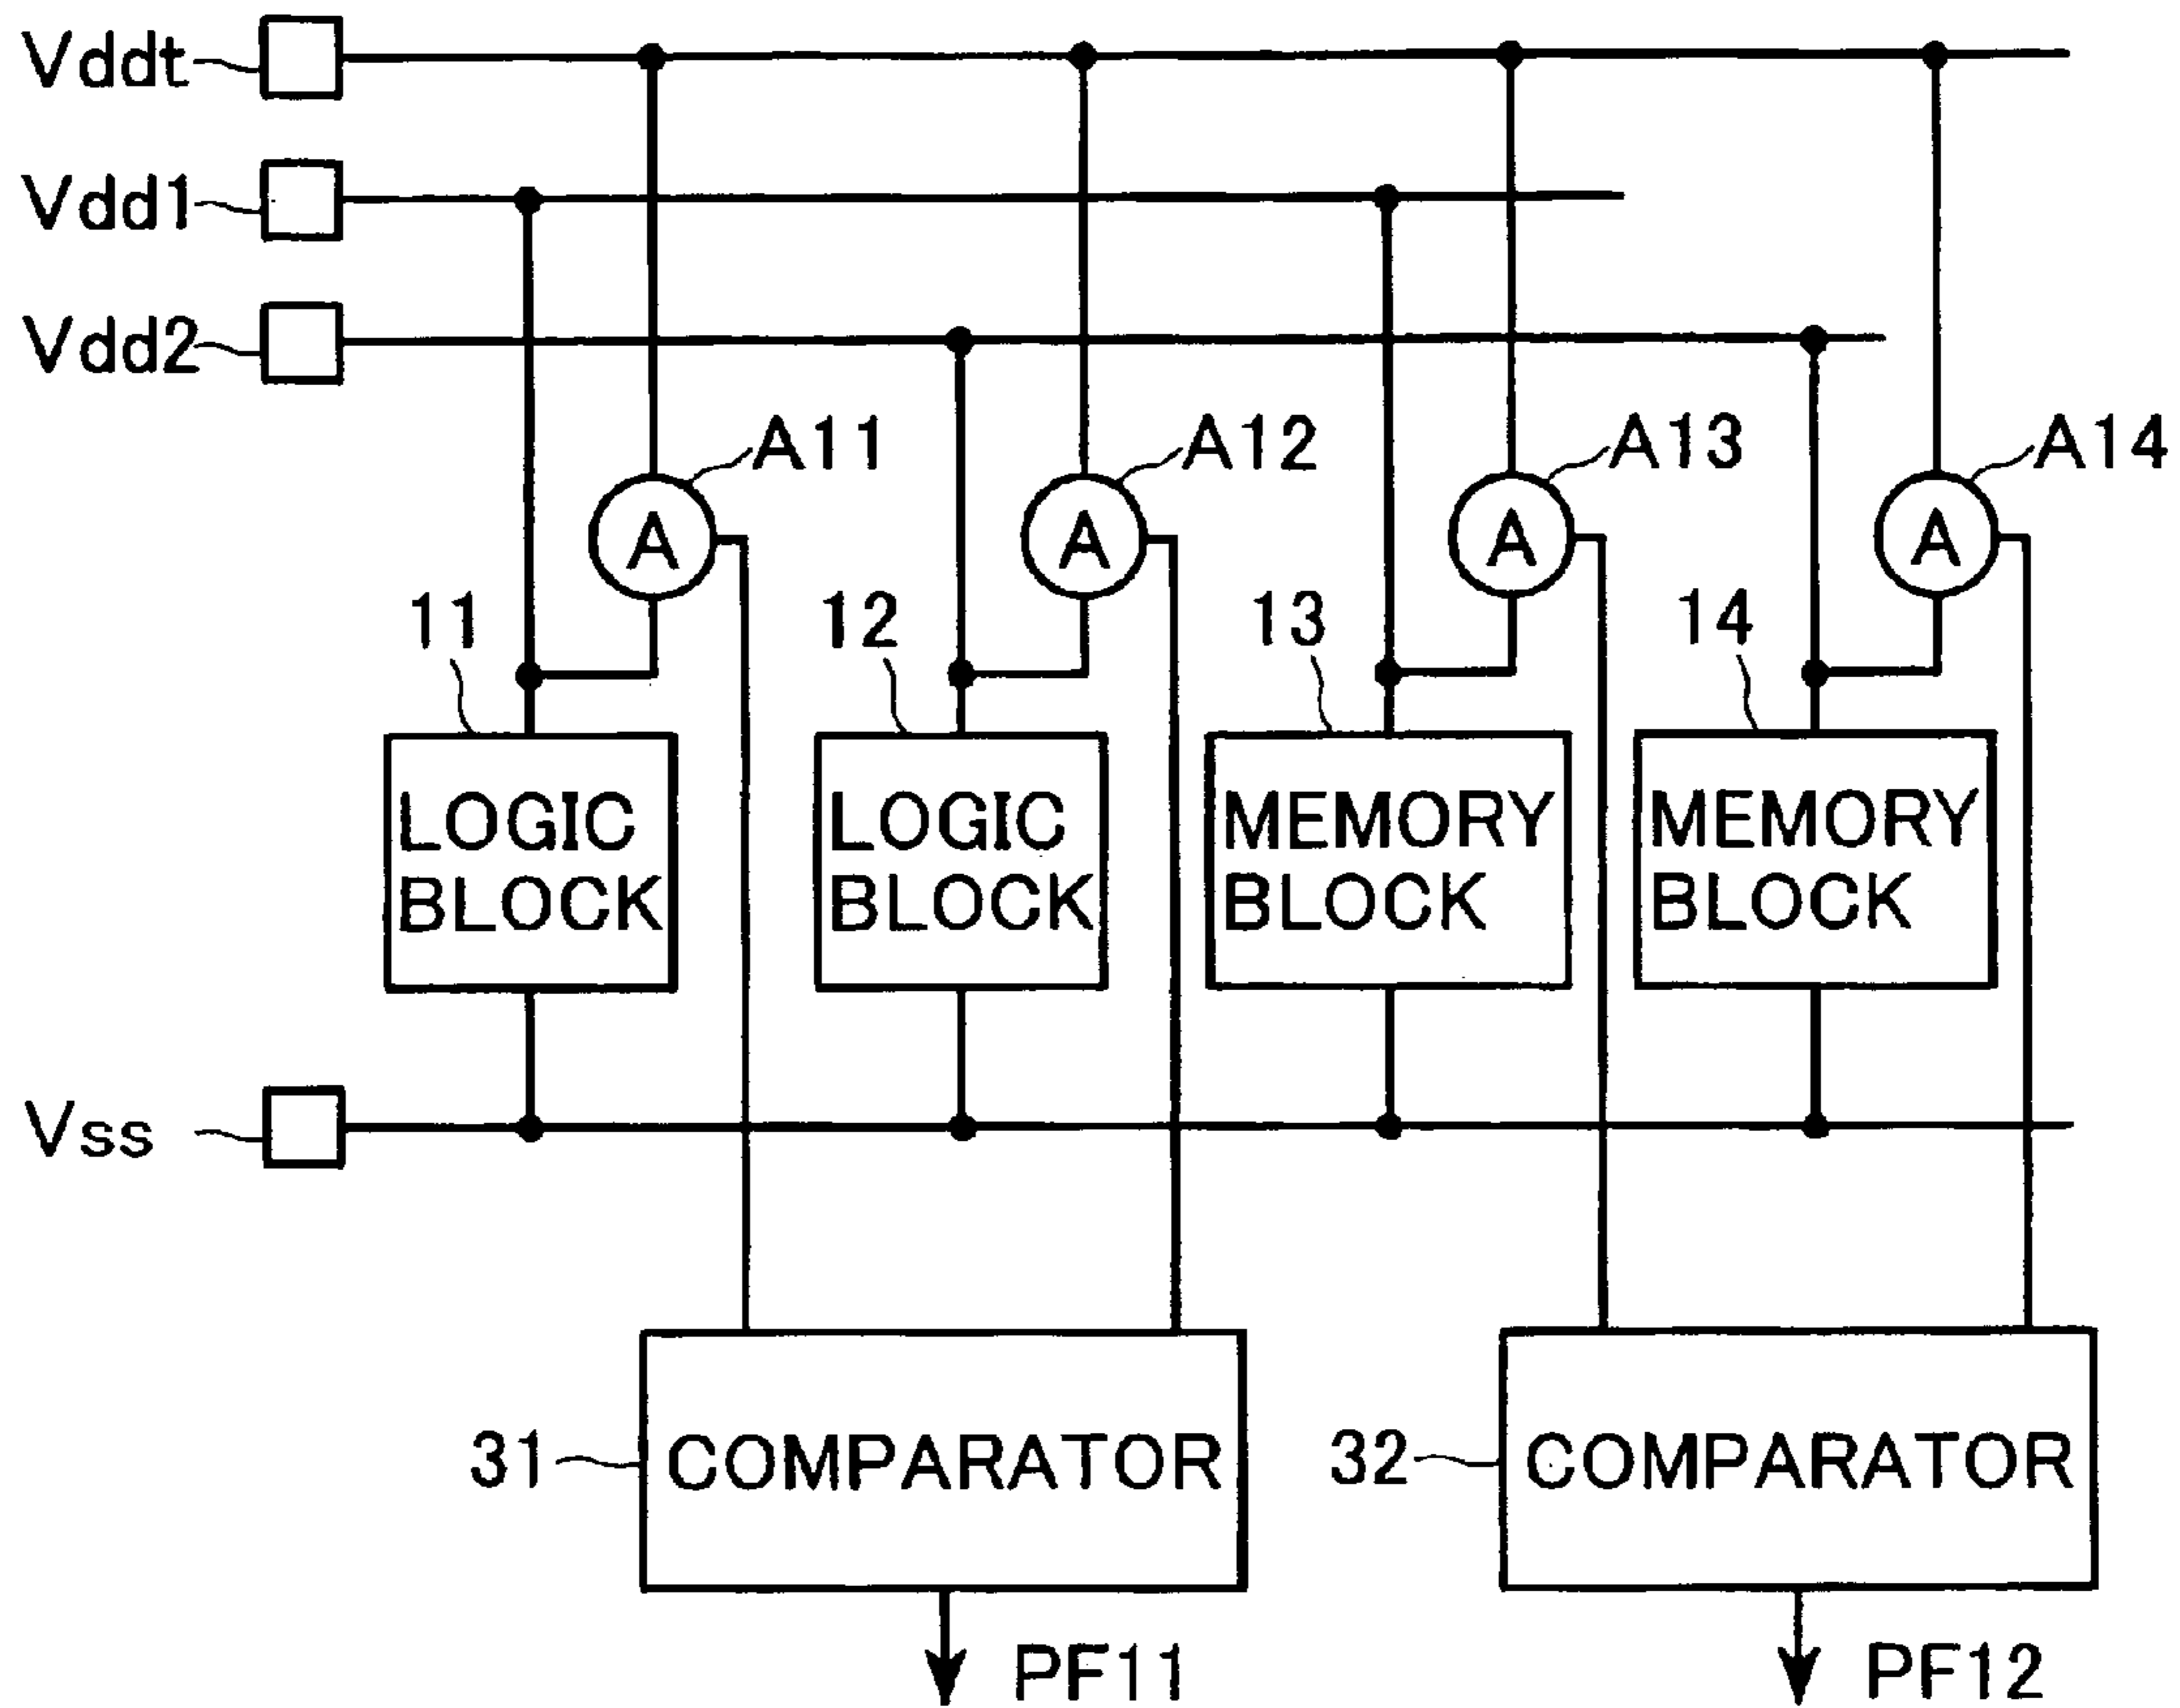 Vddt
Vdd1
Vdd2
A11
A12
A13
A14
A
A
A
A
11
12
13
14
LOGIC
BLOCK
LOGIC
BLOCK
MEMORY
BLOCK
MEMORY
BLOCK
Vss
31
COMPARATOR
32
COMPARATOR
PF11
PF12